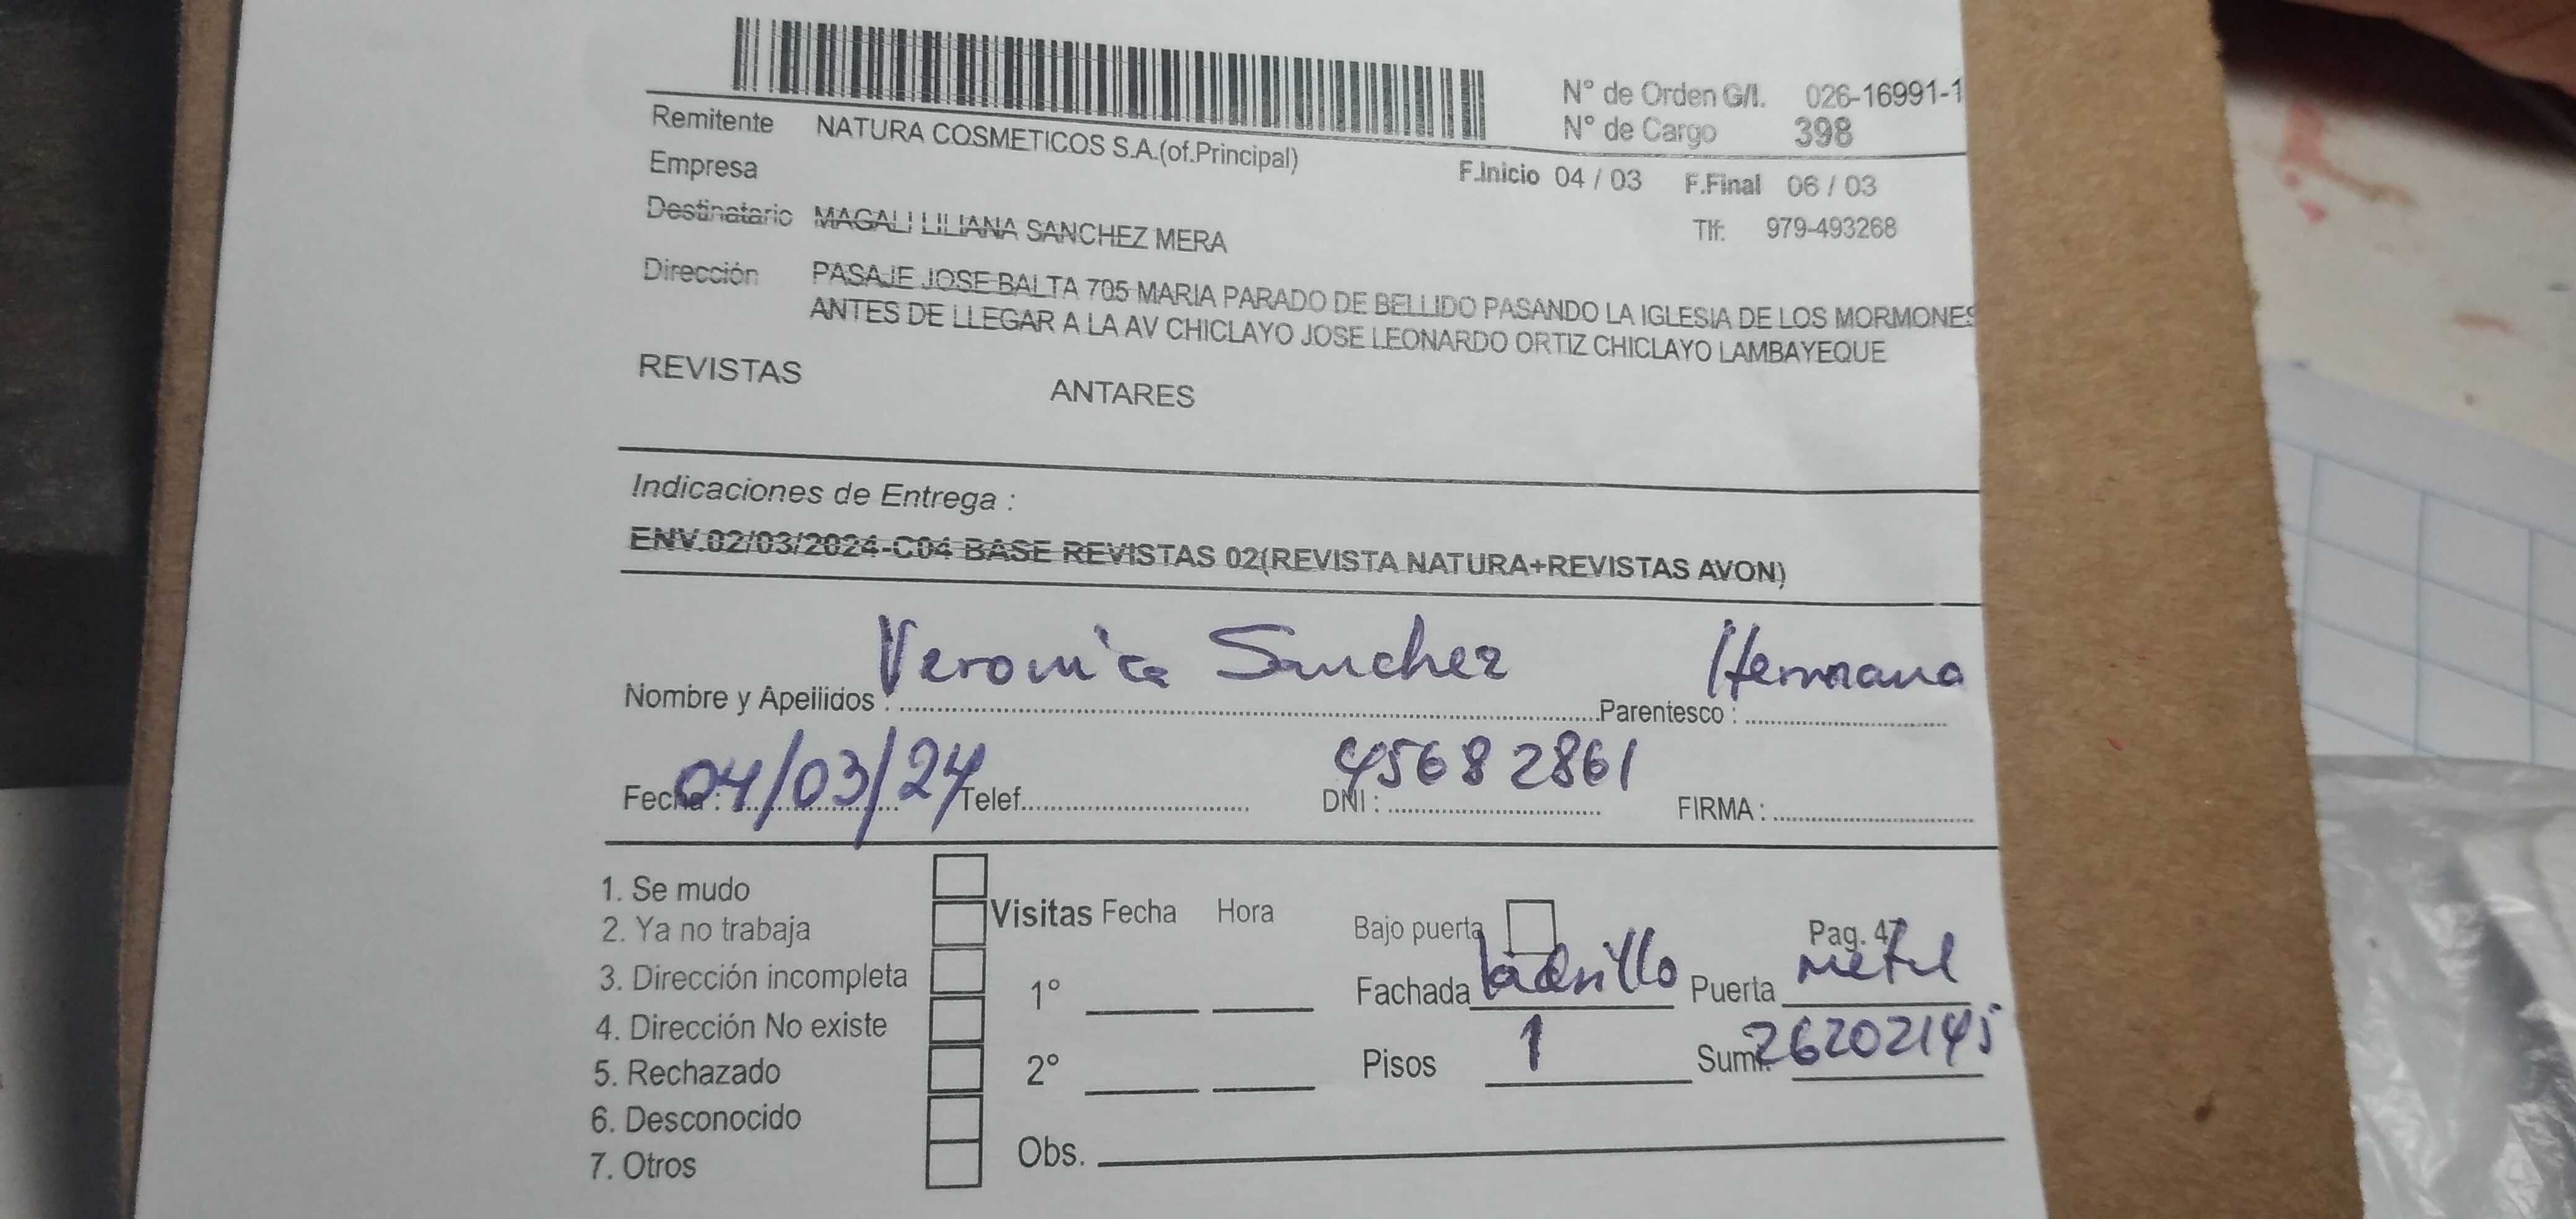 N° de Orden G/I. 026-16991-1
N° de Cargo 398
Remitente NATURA COSMETICOS S.A.(of.Principal)
Empresa
F.Inicio 04 / 03 F.Final 06 / 03
Destinatario MAGALI LILIANA SANCHEZ MERA
Tlf: 979-493268
Dirección PASAJE JOSE BALTA 705 MARIA PARADO DE BELLIDO PASANDO LA IGLESIA DE LOS MORMONES
ANTES DE LLEGAR A LA AV CHICLAYO JOSE LEONARDO ORTIZ CHICLAYO LAMBAYEQUE
REVISTAS ANTARES
Indicaciones de Entrega :
ENV.02/03/2024-C04 BASE REVISTAS 02(REVISTA NATURA+REVISTAS AVON)
Nombre y Apellidos : Veronica Sanchez Parentesco : Hermana
Fecha : 04/03/24 Telef. DNI : 45682861 FIRMA :
1. Se mudo
2. Ya no trabaja
3. Dirección incompleta
4. Dirección No existe
5. Rechazado
6. Desconocido
7. Otros
Visitas Fecha Hora
1°
2°
Obs.
Bajo puerta Pag. 47
Fachada ladrillo Puerta metal
Pisos 1 Sum. 26202145